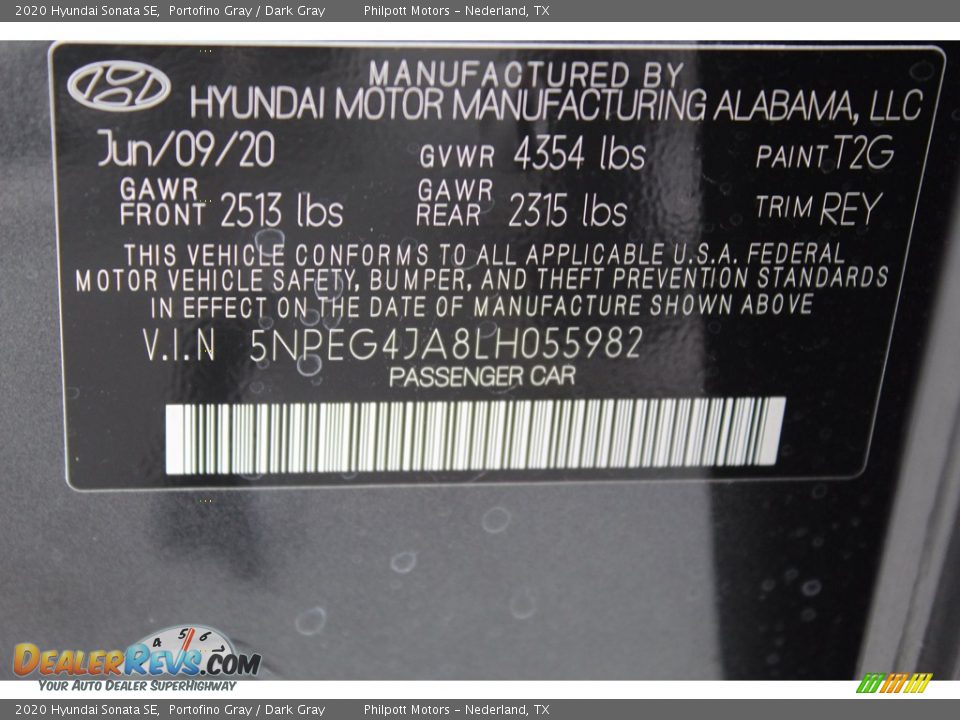 2020 Hyundai Sonata SE, Portofino Gray / Dark Gray Philpott Motors - Nederland, TX
MANUFACTURED BY
HYUNDAI MOTOR MANUFACTURING ALABAMA, LLC
Jun/09/20 GVWR 4354 lbs PAINT T2G
GAWR FRONT 2513 lbs GAWR REAR 2315 lbs TRIM REY
THIS VEHICLE CONFORMS TO ALL APPLICABLE U.S.A. FEDERAL
MOTOR VEHICLE SAFETY, BUMPER, AND THEFT PREVENTION STANDARDS
IN EFFECT ON THE DATE OF MANUFACTURE SHOWN ABOVE
V.I.N 5NPEG4JA8LH055982
PASSENGER CAR
4 5 6 7
DealerRevs.com
Your Auto Dealer SuperHighway
2020 Hyundai Sonata SE, Portofino Gray / Dark Gray Philpott Motors - Nederland, TX